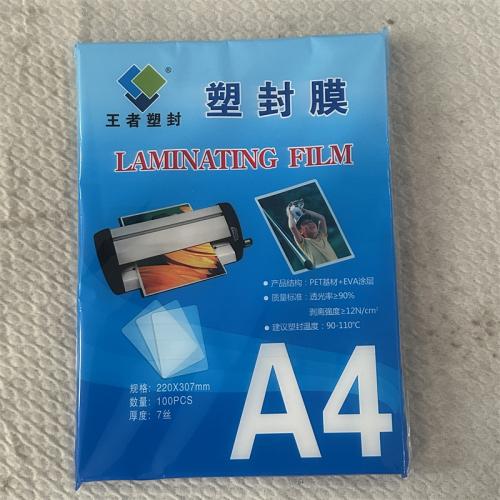 ®
王者塑封
塑封膜
LAMINATING FILM
● 产品结构：PET基材+EVA涂层
● 质量标准：透光率≥90%
剥离强度≥12N/cm²
● 建议塑封温度：90-110℃
规格：220X307mm
数量：100PCS
厚度：7丝
A4